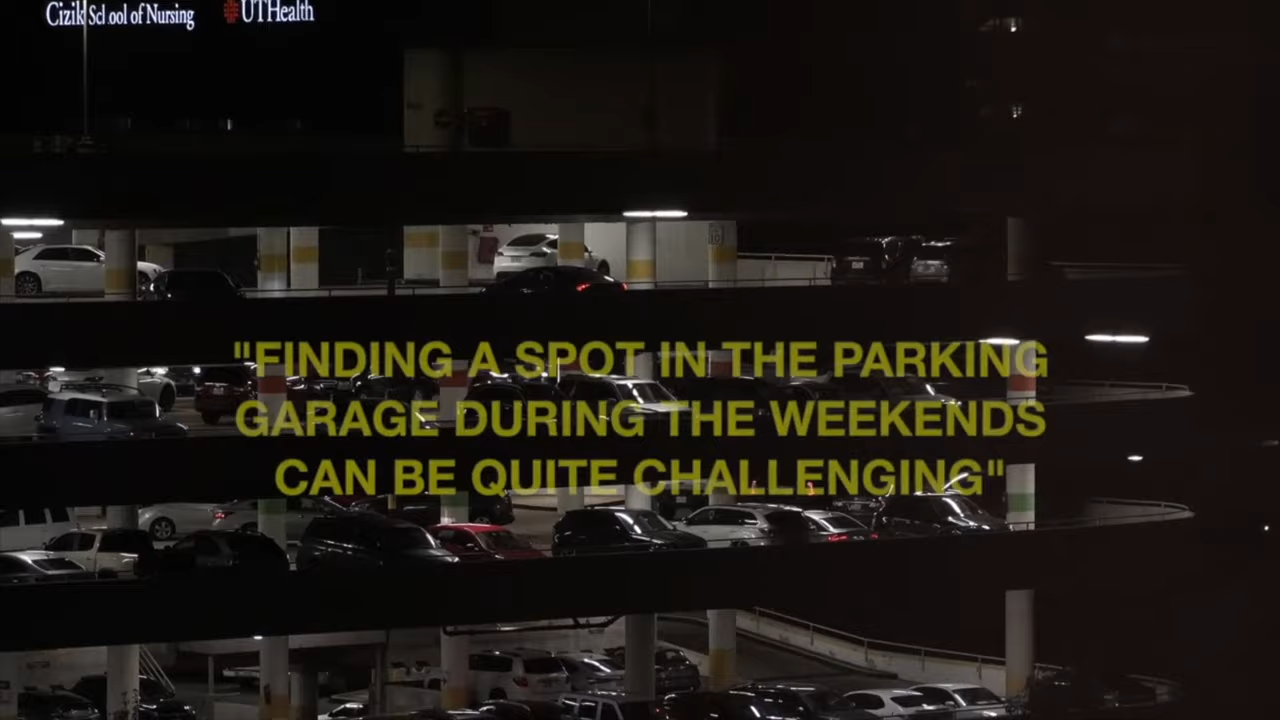 Cizik School of Nursing
UTHealth
"FINDING A SPOT IN THE PARKING
GARAGE DURING THE WEEKENDS
CAN BE QUITE CHALLENGING"